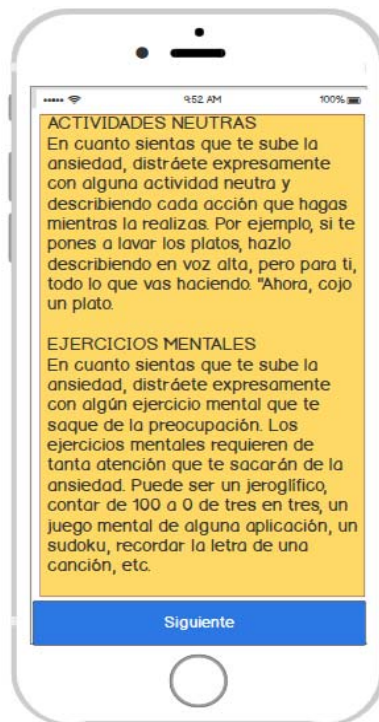 9:52 AM 100%
ACTIVIDADES NEUTRAS
En cuanto sientas que te sube la
ansiedad, distráete expresamente
con alguna actividad neutra y
describiendo cada acción que hagas
mientras la realizas. Por ejemplo, si te
pones a lavar los platos, hazlo
describiendo en voz alta, pero para ti,
todo lo que vas haciendo. "Ahora, cojo
un plato.
EJERCICIOS MENTALES
En cuanto sientas que te sube la
ansiedad, distráete expresamente
con algún ejercicio mental que te
saque de la preocupación. Los
ejercicios mentales requieren de
tanta atención que te sacarán de la
ansiedad. Puede ser un jeroglífico,
contar de 100 a 0 de tres en tres, un
juego mental de alguna aplicación, un
sudoku, recordar la letra de una
canción, etc.
Siguiente